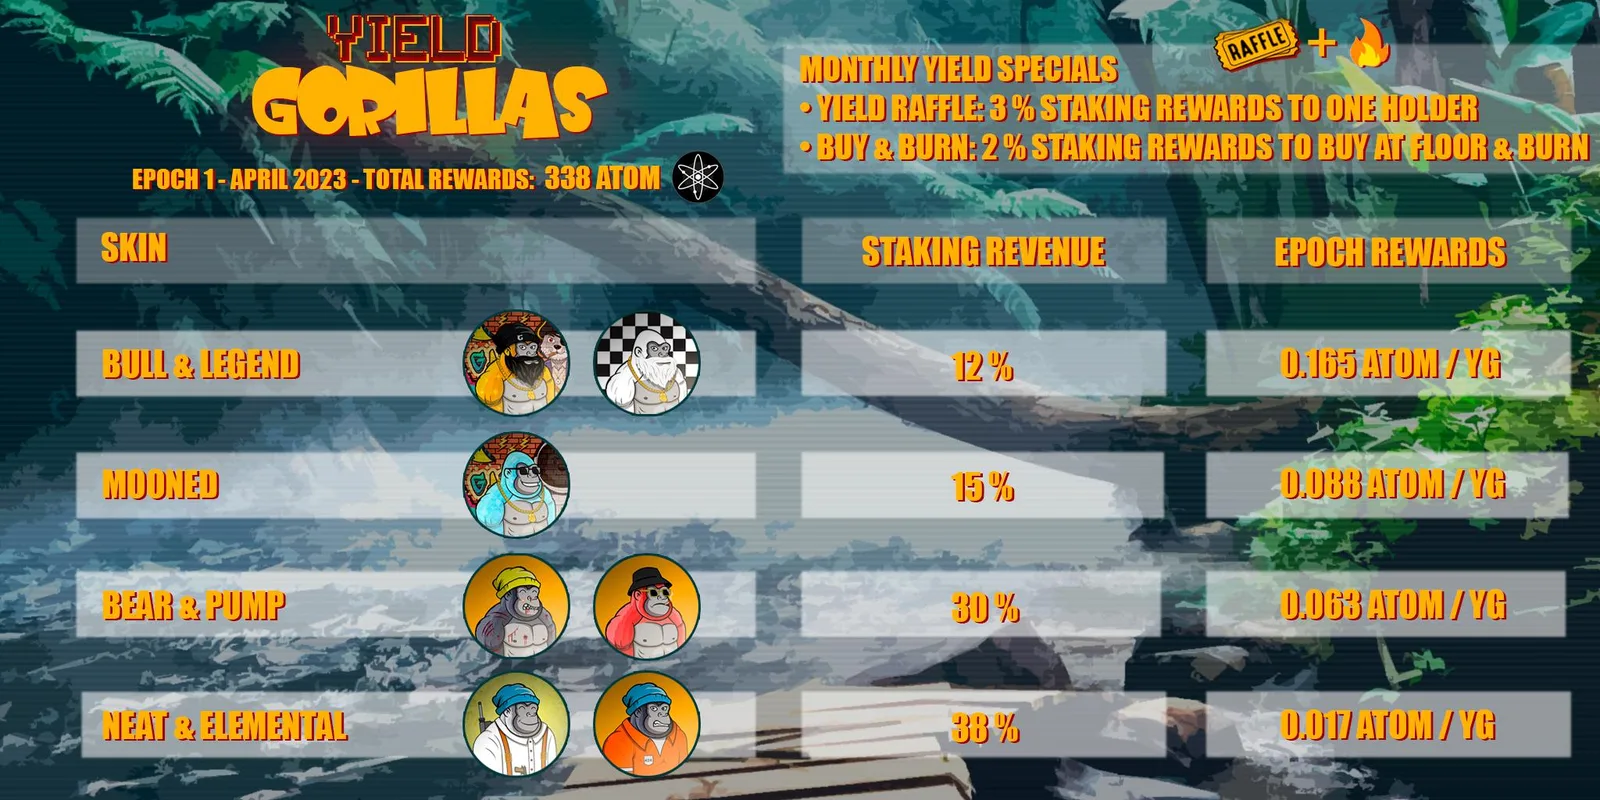 YIELD
GORILLAS
EPOCH 1 - APRIL 2023 - TOTAL REWARDS: 338 ATOM
RAFFLE +
MONTHLY YIELD SPECIALS
• YIELD RAFFLE: 3 % STAKING REWARDS TO ONE HOLDER
• BUY & BURN: 2 % STAKING REWARDS TO BUY AT FLOOR & BURN
SKIN STAKING REVENUE EPOCH REWARDS
BULL & LEGEND 12 % 0.165 ATOM / YG
MOONED 15 % 0.088 ATOM / YG
BEAR & PUMP 30 % 0.063 ATOM / YG
NEAT & ELEMENTAL 38 % 0.017 ATOM / YG